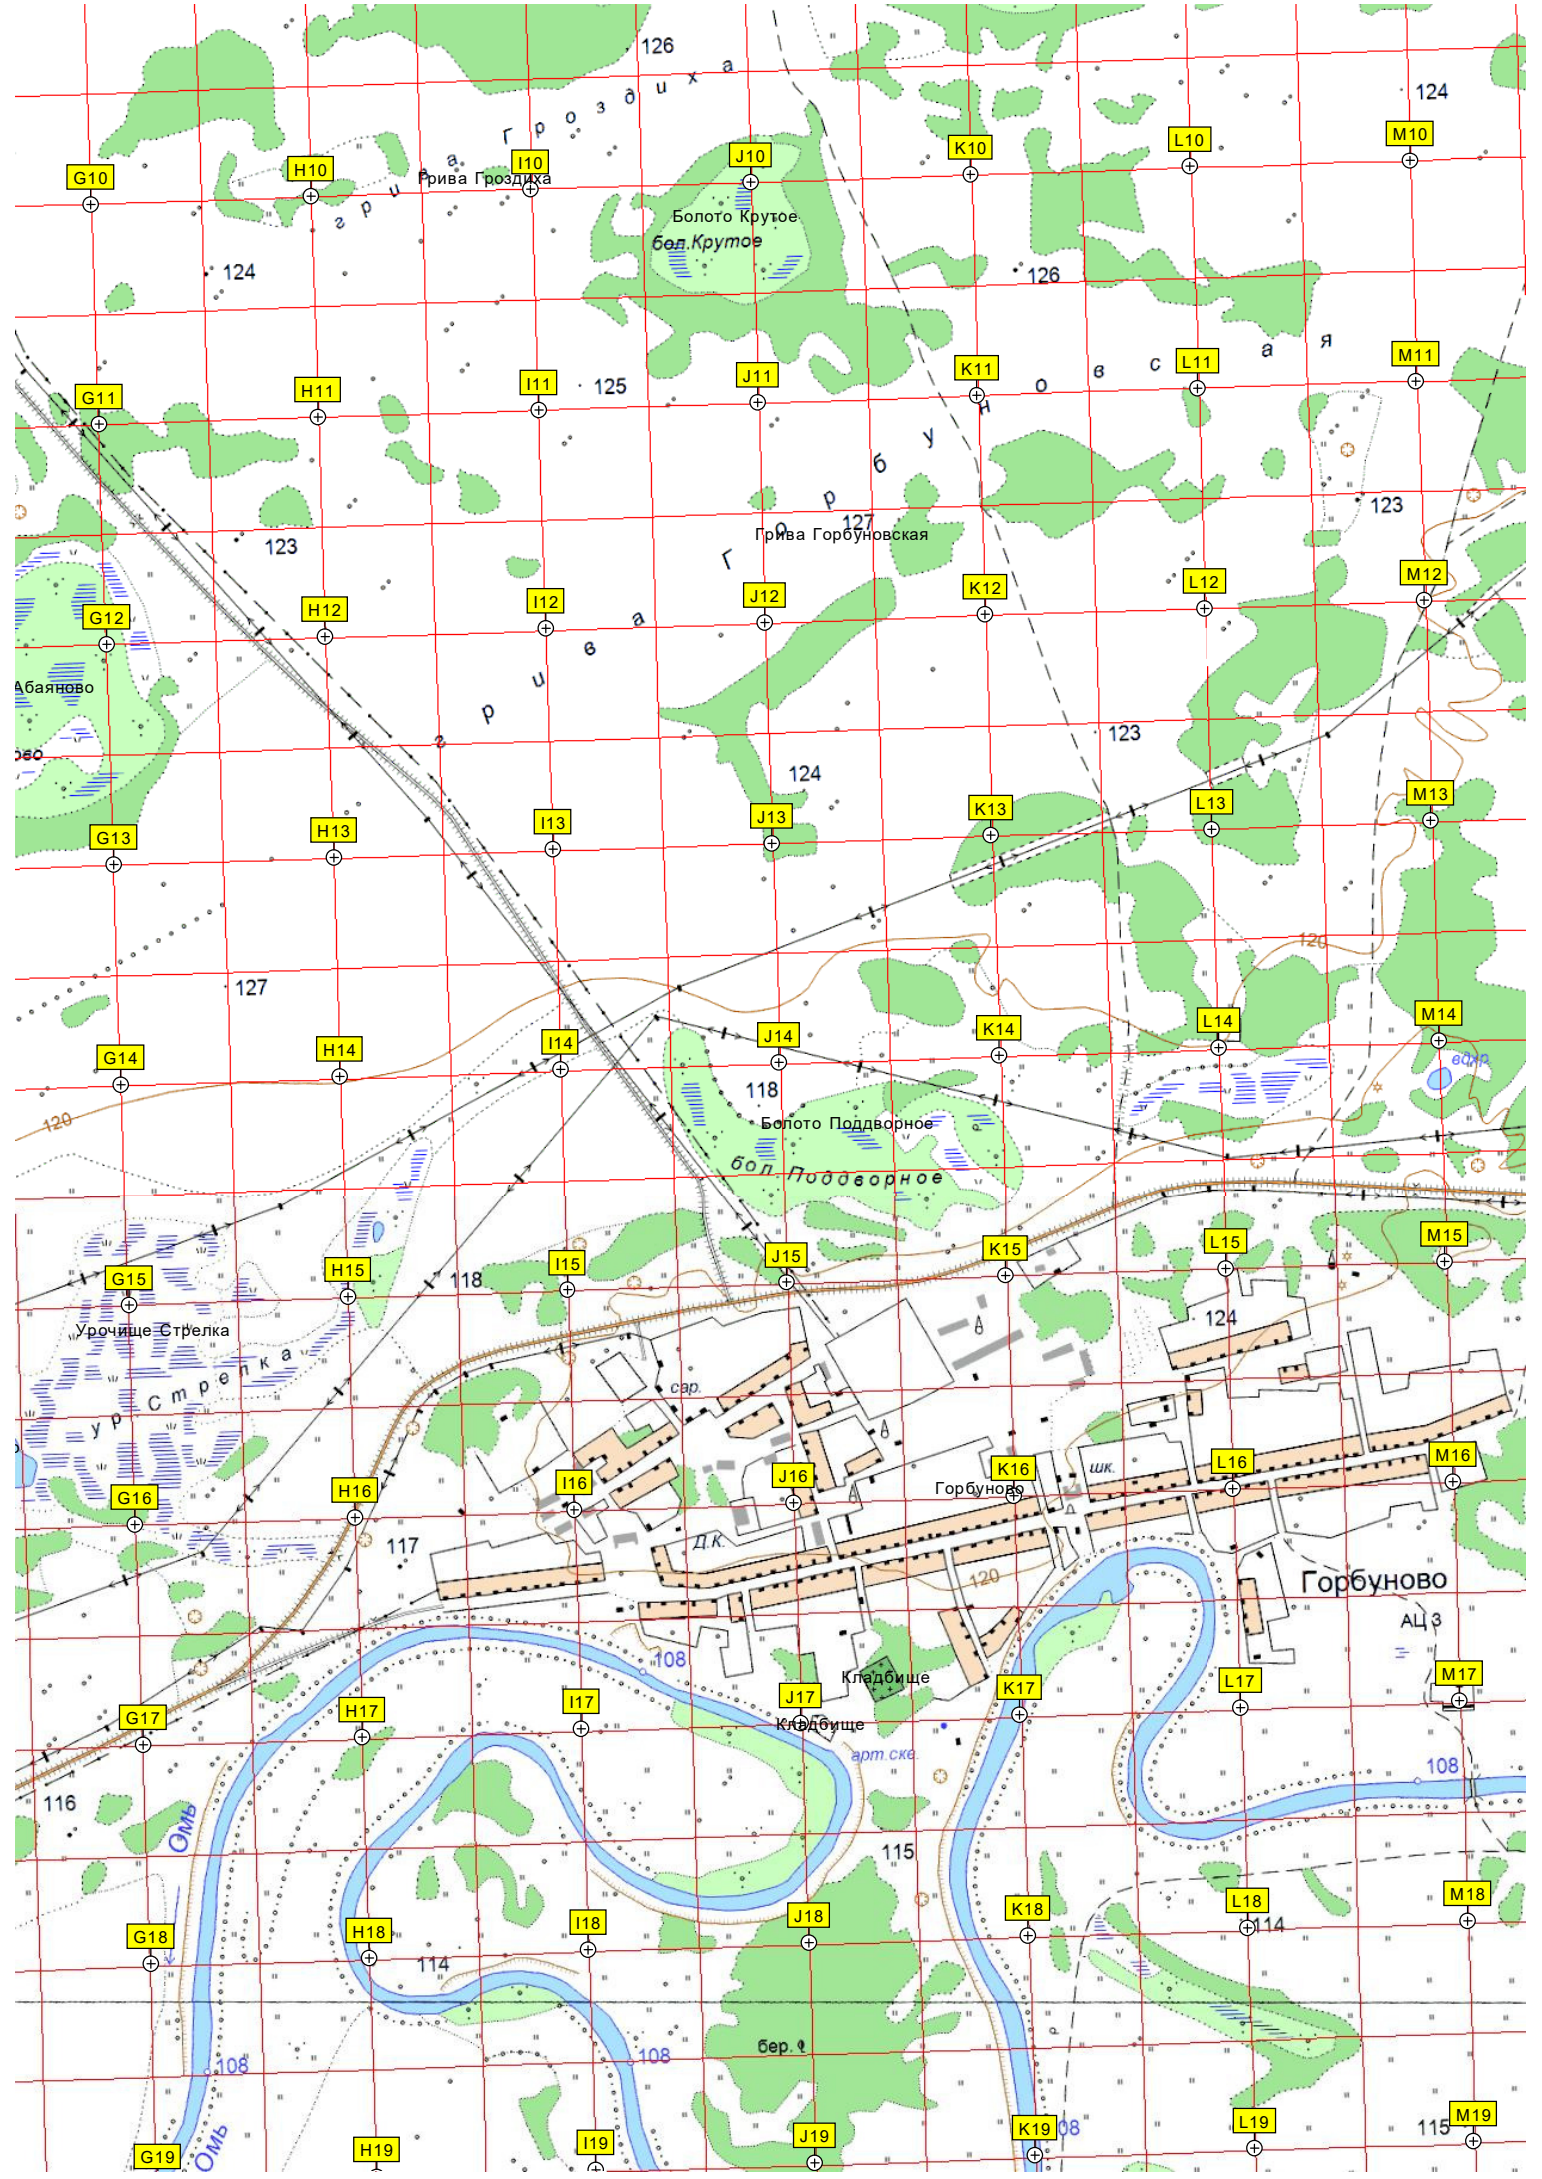 126
124
г р и в а Г р о з д и х а
G10
H10
I10
J10
K10
L10
M10
Грива Гроздиха
Болото Крутое
бол.Крутое
124
126
G11
H11
I11
125
J11
K11
L11
M11
г р и в а Г о р б у н о в с а я
123
127
Грива Горбуновская
123
G12
H12
I12
J12
K12
L12
M12
Абаяново
ово
123
124
G13
H13
I13
J13
K13
L13
M13
120
127
G14
H14
I14
J14
K14
L14
M14
вдхр.
118
120
Болото Поддворное
бол. Поддворное
G15
H15
118
I15
J15
K15
L15
M15
Урочище Стрелка
ур. Стрелка
124
сар.
G16
H16
I16
J16
K16
шк.
L16
M16
Горбуново
117
Д.К.
120
Горбуново
АЦ 3
108
Кладбище
G17
H17
I17
J17
K17
L17
M17
Кладбище
арт.скв.
108
116
Омь
115
G18
H18
I18
J18
K18
L18
M18
114
114
бер.
108
108
Омь
G19
H19
I19
J19
K19
08
L19
115
M19